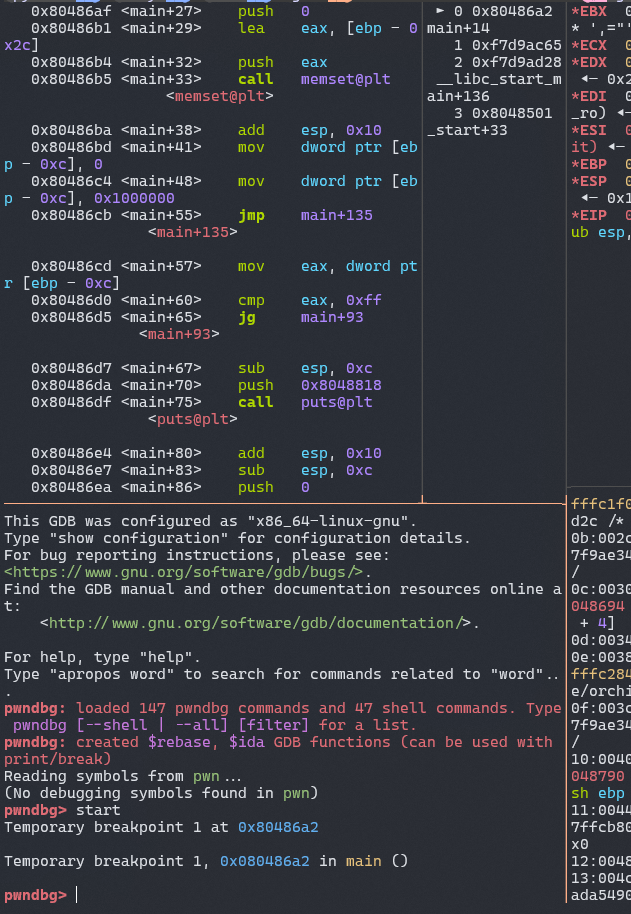 0x80486af <main+27>    push   0
0x80486b1 <main+29>    lea    eax, [ebp - 0
x2c]
0x80486b4 <main+32>    push   eax
0x80486b5 <main+33>    call   memset@plt
<memset@plt>
0x80486ba <main+38>    add    esp, 0x10
0x80486bd <main+41>    mov    dword ptr [eb
p - 0xc], 0
0x80486c4 <main+48>    mov    dword ptr [eb
p - 0xc], 0x1000000
0x80486cb <main+55>    jmp    main+135
<main+135>
0x80486cd <main+57>    mov    eax, dword pt
r [ebp - 0xc]
0x80486d0 <main+60>    cmp    eax, 0xff
0x80486d5 <main+65>    jg     main+93
<main+93>
0x80486d7 <main+67>    sub    esp, 0xc
0x80486da <main+70>    push   0x8048818
0x80486df <main+75>    call   puts@plt
<puts@plt>
0x80486e4 <main+80>    add    esp, 0x10
0x80486e7 <main+83>    sub    esp, 0xc
0x80486ea <main+86>    push   0
► 0 0x80486a2
main+14
1 0xf7d9ac65
2 0xf7d9ad28
__libc_start_m
ain+136
3 0x8048501
_start+33
*EBX  0
* ',="'
*ECX  0
*EDX  0
◂— 0x2
*EDI  0
_ro) ◂—
*ESI  0
it) ◂—
*EBP  0
*ESP  0
◂— 0x1
*EIP  0
ub esp,
This GDB was configured as "x86_64-linux-gnu".
Type "show configuration" for configuration details.
For bug reporting instructions, please see:
<https://www.gnu.org/software/gdb/bugs/>.
Find the GDB manual and other documentation resources online a
t:
<http://www.gnu.org/software/gdb/documentation/>.
For help, type "help".
Type "apropos word" to search for commands related to "word"..
.
pwndbg: loaded 147 pwndbg commands and 47 shell commands. Type
pwndbg [--shell | --all] [filter] for a list.
pwndbg: created $rebase, $ida GDB functions (can be used with
print/break)
Reading symbols from pwn...
(No debugging symbols found in pwn)
pwndbg> start
Temporary breakpoint 1 at 0x80486a2
Temporary breakpoint 1, 0x080486a2 in main ()
pwndbg>
fffc1f0
d2c /*
0b:002c
7f9ae34
/
0c:0030
048694
+ 4]
0d:0034
0e:0038
fffc284
e/orchi
0f:003c
7f9ae34
/
10:0040
048790
sh ebp
11:0044
7ffcb80
x0
12:0048
13:004c
ada5490